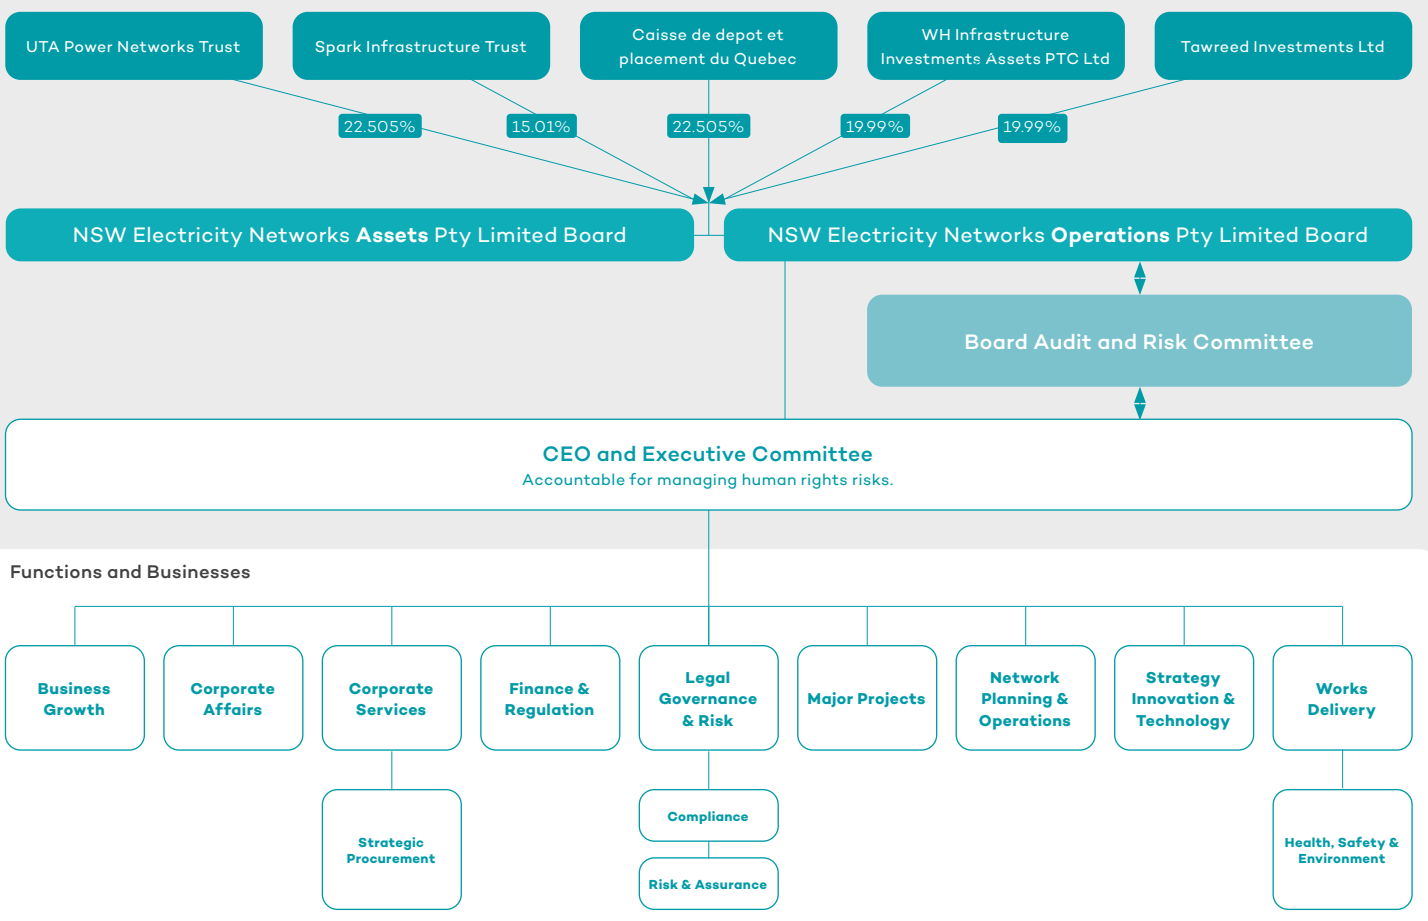 UTA Power Networks Trust
Spark Infrastructure Trust
Caisse de depot et
placement du Quebec
WH Infrastructure
Investments Assets PTC Ltd
Tawreed Investments Ltd
22.505%
15.01%
22.505%
19.99%
19.99%
NSW Electricity Networks Assets Pty Limited Board
NSW Electricity Networks Operations Pty Limited Board
Board Audit and Risk Committee
CEO and Executive Committee
Accountable for managing human rights risks.
Functions and Businesses
Business
Growth
Corporate
Affairs
Corporate
Services
Finance &
Regulation
Legal
Governance
& Risk
Major Projects
Network
Planning &
Operations
Strategy
Innovation &
Technology
Works
Delivery
Strategic
Procurement
Compliance
Risk & Assurance
Health, Safety &
Environment